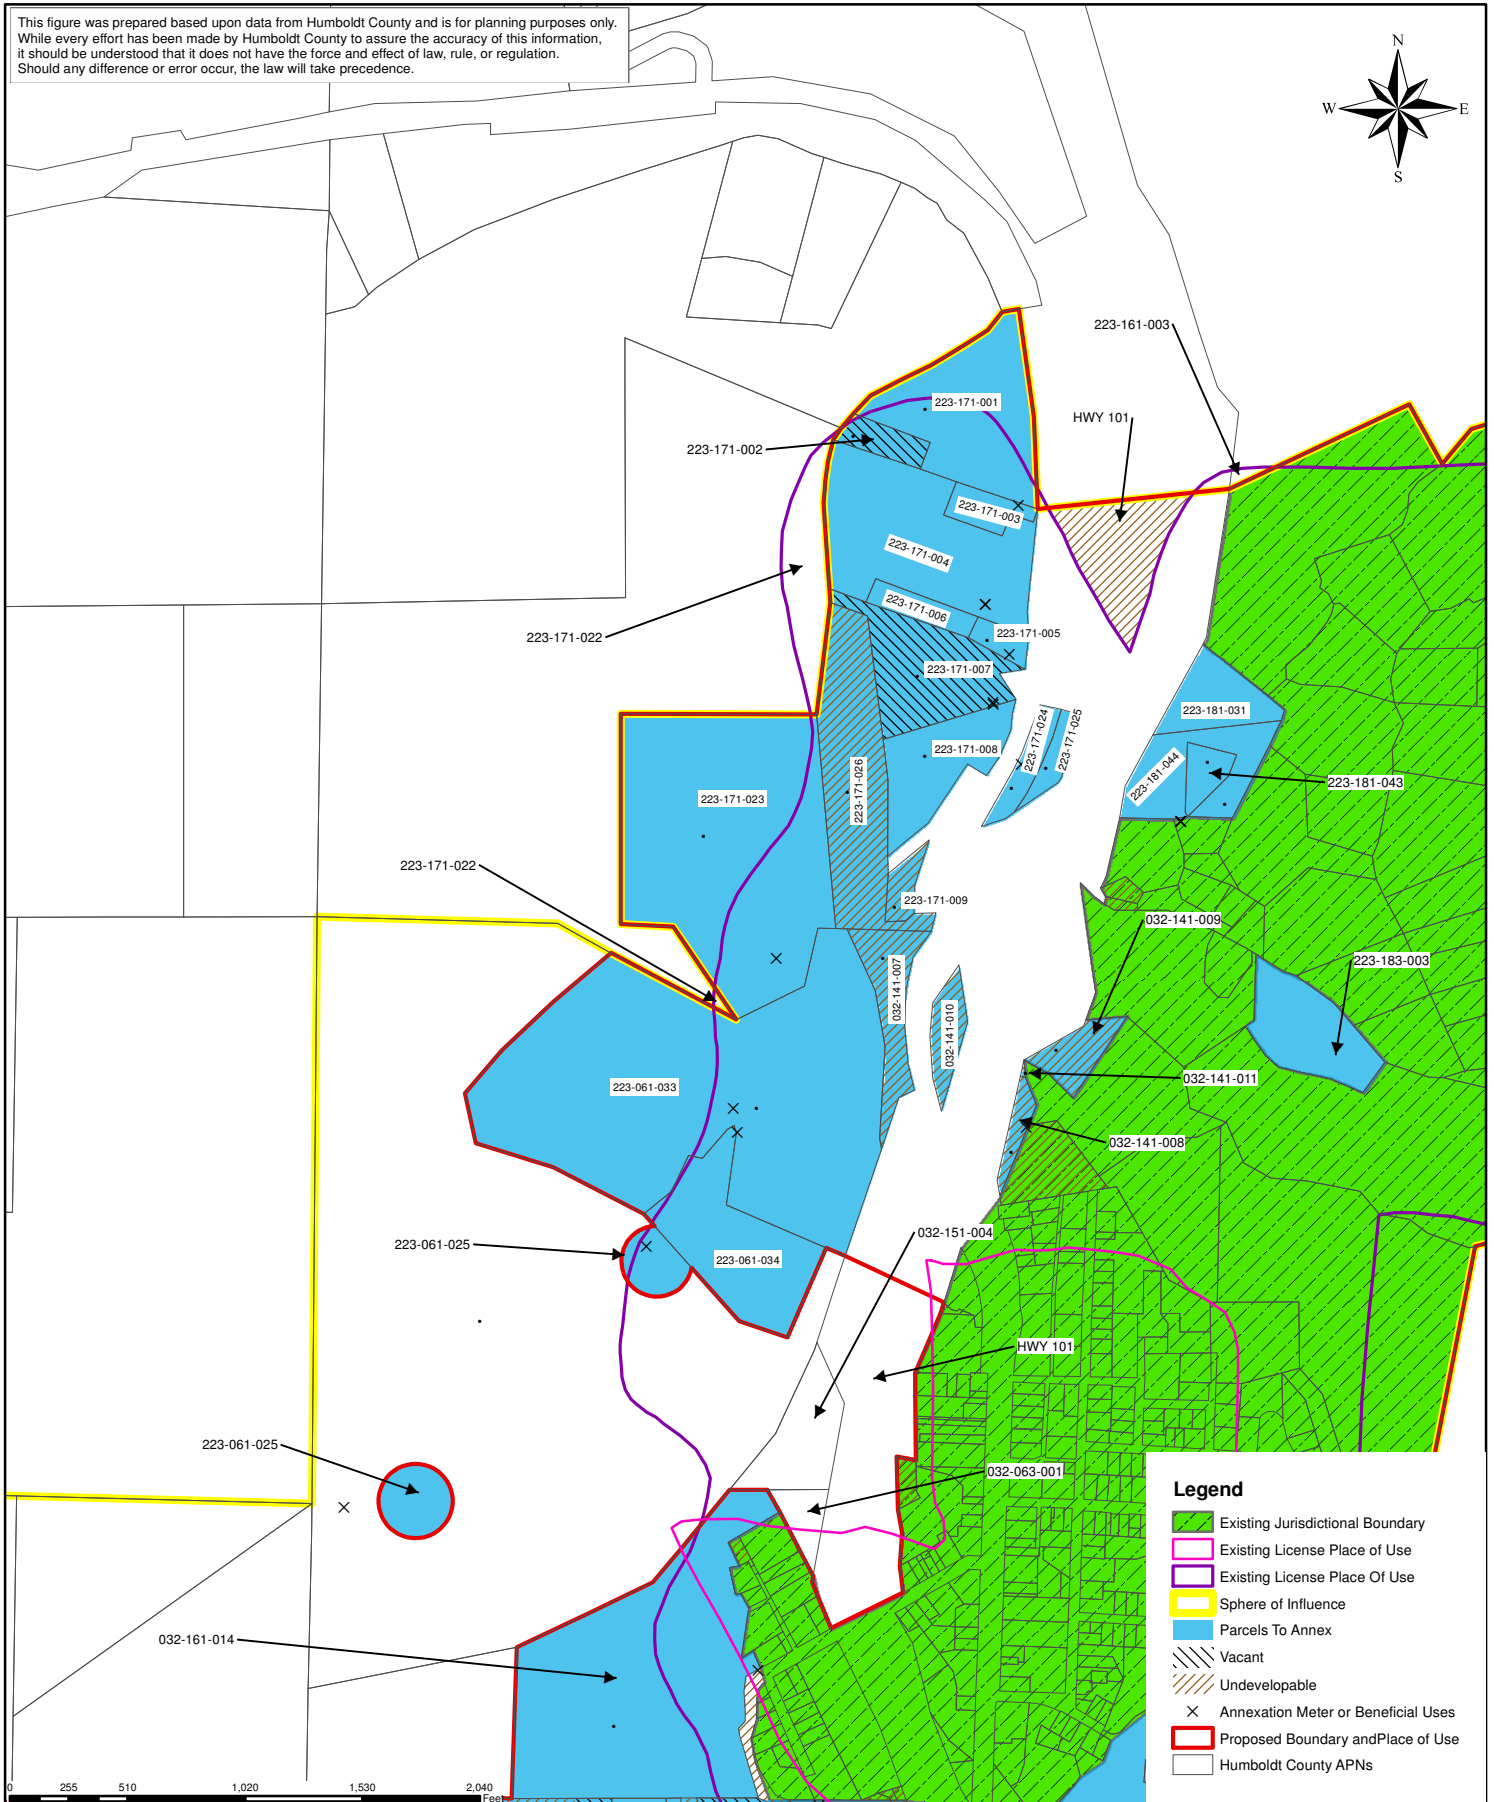 This figure was prepared based upon data from Humboldt County and is for planning purposes only.
While every effort has been made by Humboldt County to assure the accuracy of this information,
it should be understood that it does not have the force and effect of law, rule, or regulation.
Should any difference or error occur, the law will take precedence.
N
W
E
S
223-161-003
223-171-001
HWY 101
223-171-002
223-171-003
223-171-004
223-171-006
223-171-005
223-171-022
223-171-007
223-181-031
223-171-024
223-171-025
223-171-008
223-181-044
223-181-043
223-171-026
223-171-023
223-171-022
223-171-009
032-141-009
223-183-003
032-141-007
032-141-010
032-141-011
223-061-033
032-141-008
032-151-004
223-061-025
223-061-034
HWY 101
223-061-025
032-063-001
032-161-014
Legend
Existing Jurisdictional Boundary
Existing License Place of Use
Existing License Place Of Use
Sphere of Influence
Parcels To Annex
Vacant
Undevelopable
Annexation Meter or Beneficial Uses
Proposed Boundary andPlace of Use
Humboldt County APNs
0 255 510 1,020 1,530 2,040
Feet